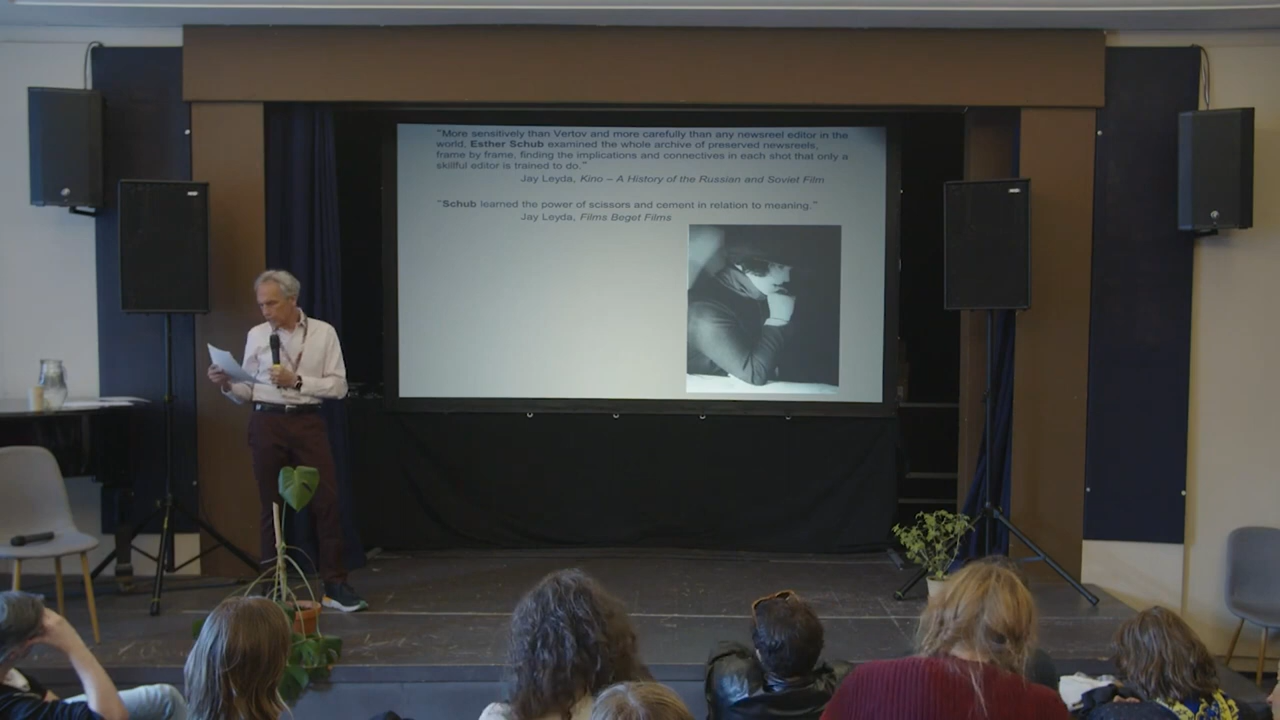 "More sensitively than Vertov and more carefully than any newsreel editor in the
world, Esther Schub examined the whole archive of preserved newsreels,
frame by frame, finding the implications and connectives in each shot that only a
skillful editor is trained to do."
Jay Leyda, Kino – A History of the Russian and Soviet Film
"Schub learned the power of scissors and cement in relation to meaning."
Jay Leyda, Films Beget Films